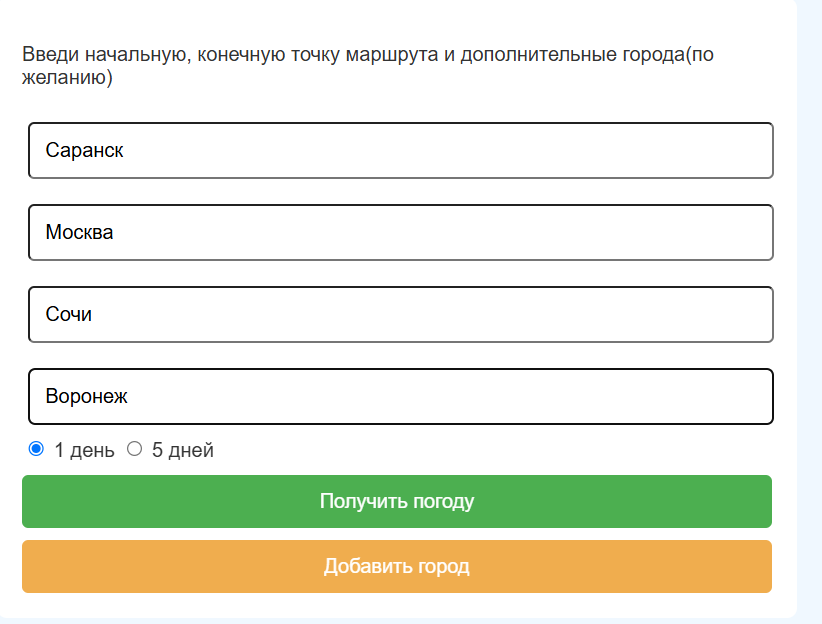 Введи начальную, конечную точку маршрута и дополнительные города(по
желанию)
Саранск
Москва
Сочи
Воронеж
1 день 5 дней
Получить погоду
Добавить город